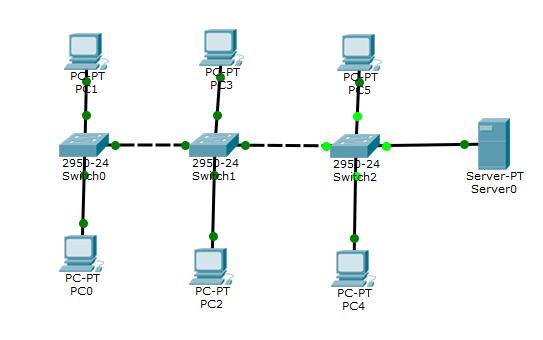 PC-PT
PC1
PC-PT
PC3
PC-PT
PC5
2950-24
Switch0
2950-24
Switch1
2950-24
Switch2
Server-PT
Server0
PC-PT
PC0
PC-PT
PC2
PC-PT
PC4